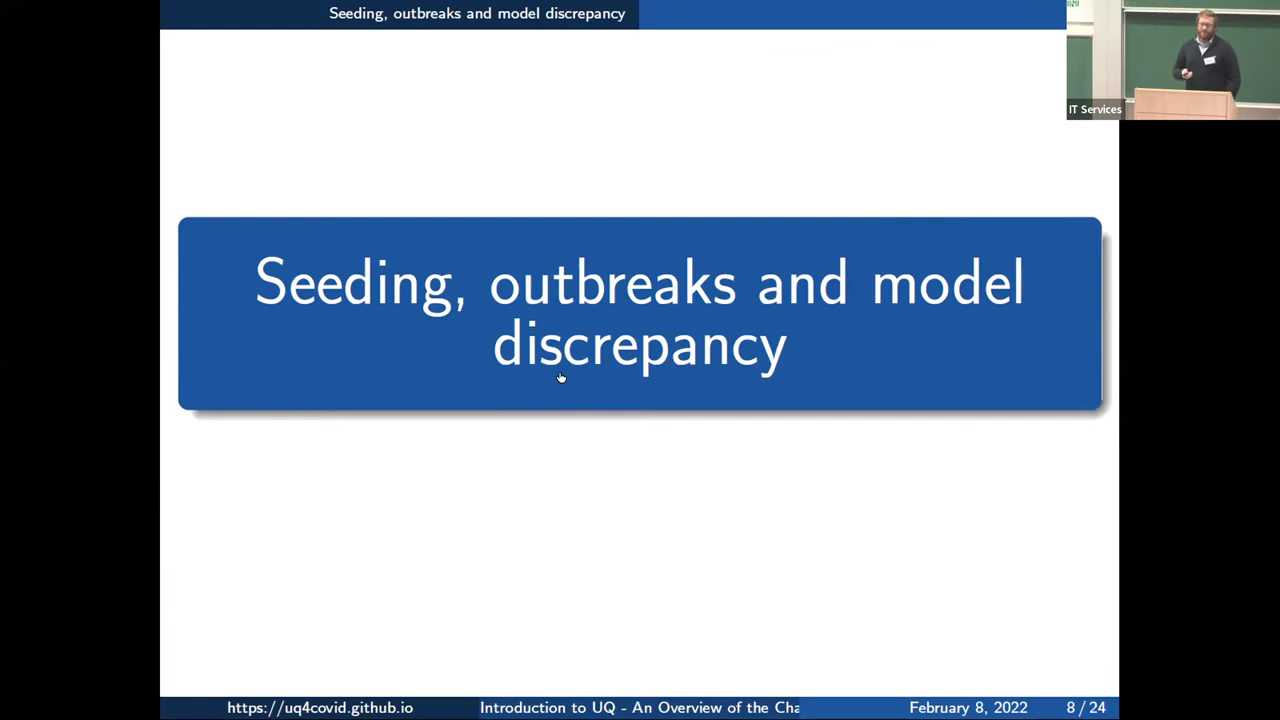 Seeding, outbreaks and model discrepancy
IT Services
Seeding, outbreaks and model
discrepancy
https://uq4covid.github.io
Introduction to UQ - An Overview of the Cha
February 8, 2022
8 / 24